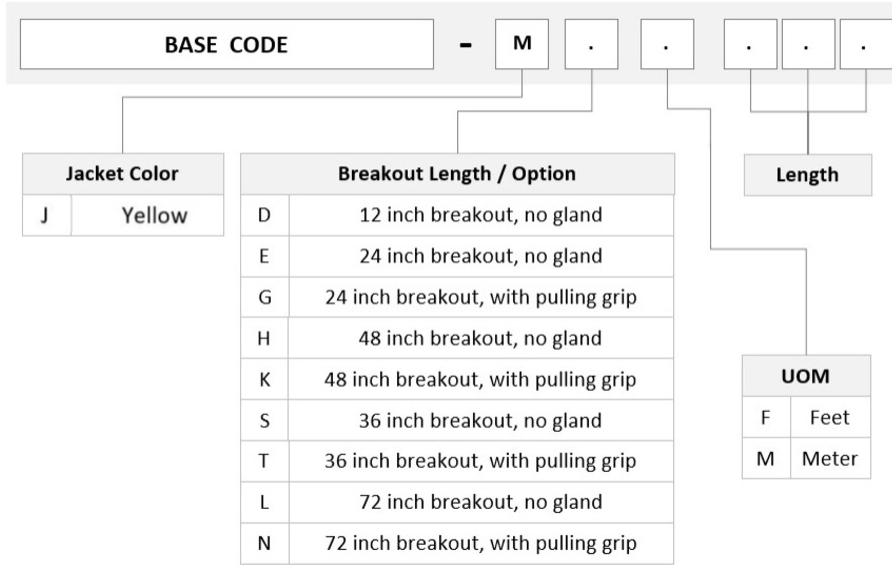 BASE CODE - M . . . . .
Jacket Color
J Yellow
Breakout Length / Option
D 12 inch breakout, no gland
E 24 inch breakout, no gland
G 24 inch breakout, with pulling grip
H 48 inch breakout, no gland
K 48 inch breakout, with pulling grip
S 36 inch breakout, no gland
T 36 inch breakout, with pulling grip
L 72 inch breakout, no gland
N 72 inch breakout, with pulling grip
Length
UOM
F Feet
M Meter